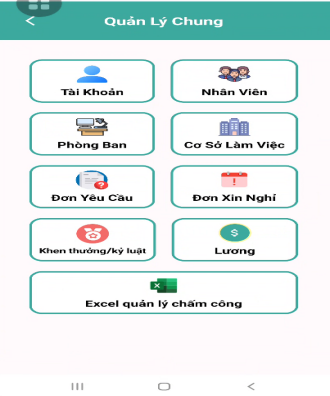 Quản Lý Chung
Tài Khoản
Nhân Viên
Phòng Ban
Cơ Sở Làm Việc
Đơn Yêu Cầu
Đơn Xin Nghỉ
Khen thưởng/kỷ luật
Lương
Excel quản lý chấm công